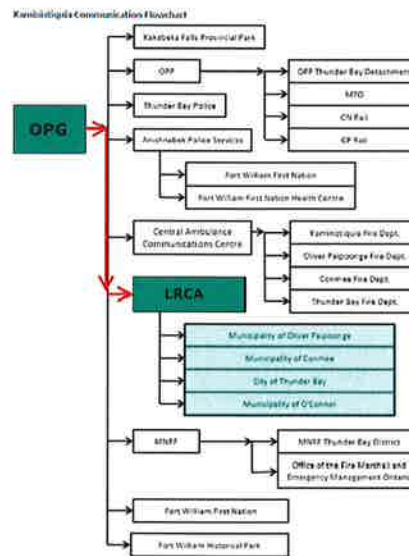 Kaministiquia Communication Flowchart
Kakabeka Falls Provincial Park
OPP
OPP Thunder Bay Detachment
MTO
CN Rail
CP Rail
Thunder Bay Police
OPG
Anishnabek Police Services
Fort William First Nation
Fort William First Nation Health Centre
Central Ambulance
Communications Centre
Kaministiquia Fire Dept.
Oliver Paipoonge Fire Dept.
Conmee Fire Dept.
Thunder Bay Fire Dept.
LRCA
Municipality of Oliver Paipoonge
Municipality of Conmee
City of Thunder Bay
Municipality of O'Connor
MNRF
MNRF Thunder Bay District
Office of the Fire Marshall and
Emergency Management Ontario
Fort William First Nation
Fort William Historical Park